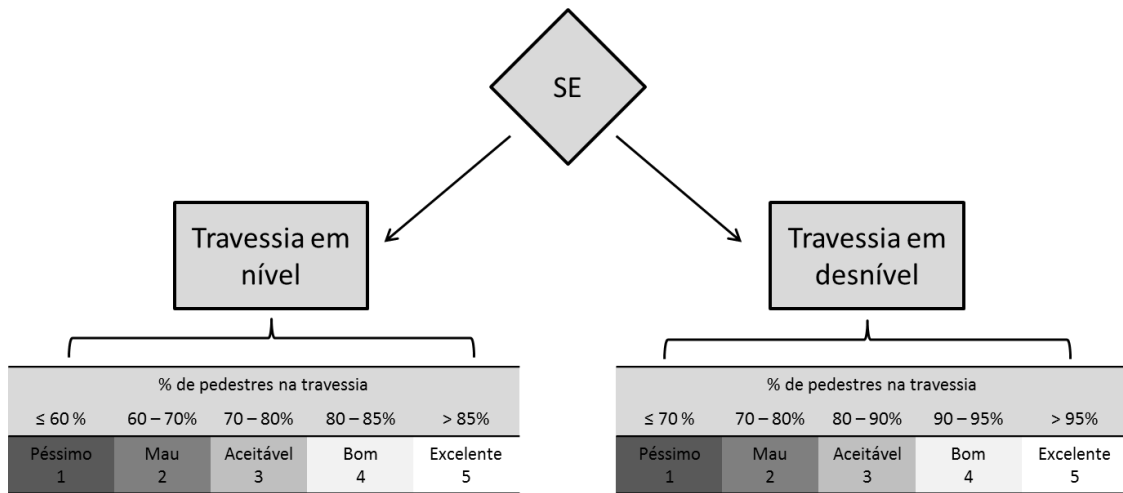 SE
Travessia em
nível
Travessia em
desnível
% de pedestres na travessia
≤ 60 % 60 – 70% 70 – 80% 80 – 85% > 85%
Péssimo Mau Aceitável Bom Excelente
1 2 3 4 5
% de pedestres na travessia
≤ 70 % 70 – 80% 80 – 90% 90 – 95% > 95%
Péssimo Mau Aceitável Bom Excelente
1 2 3 4 5